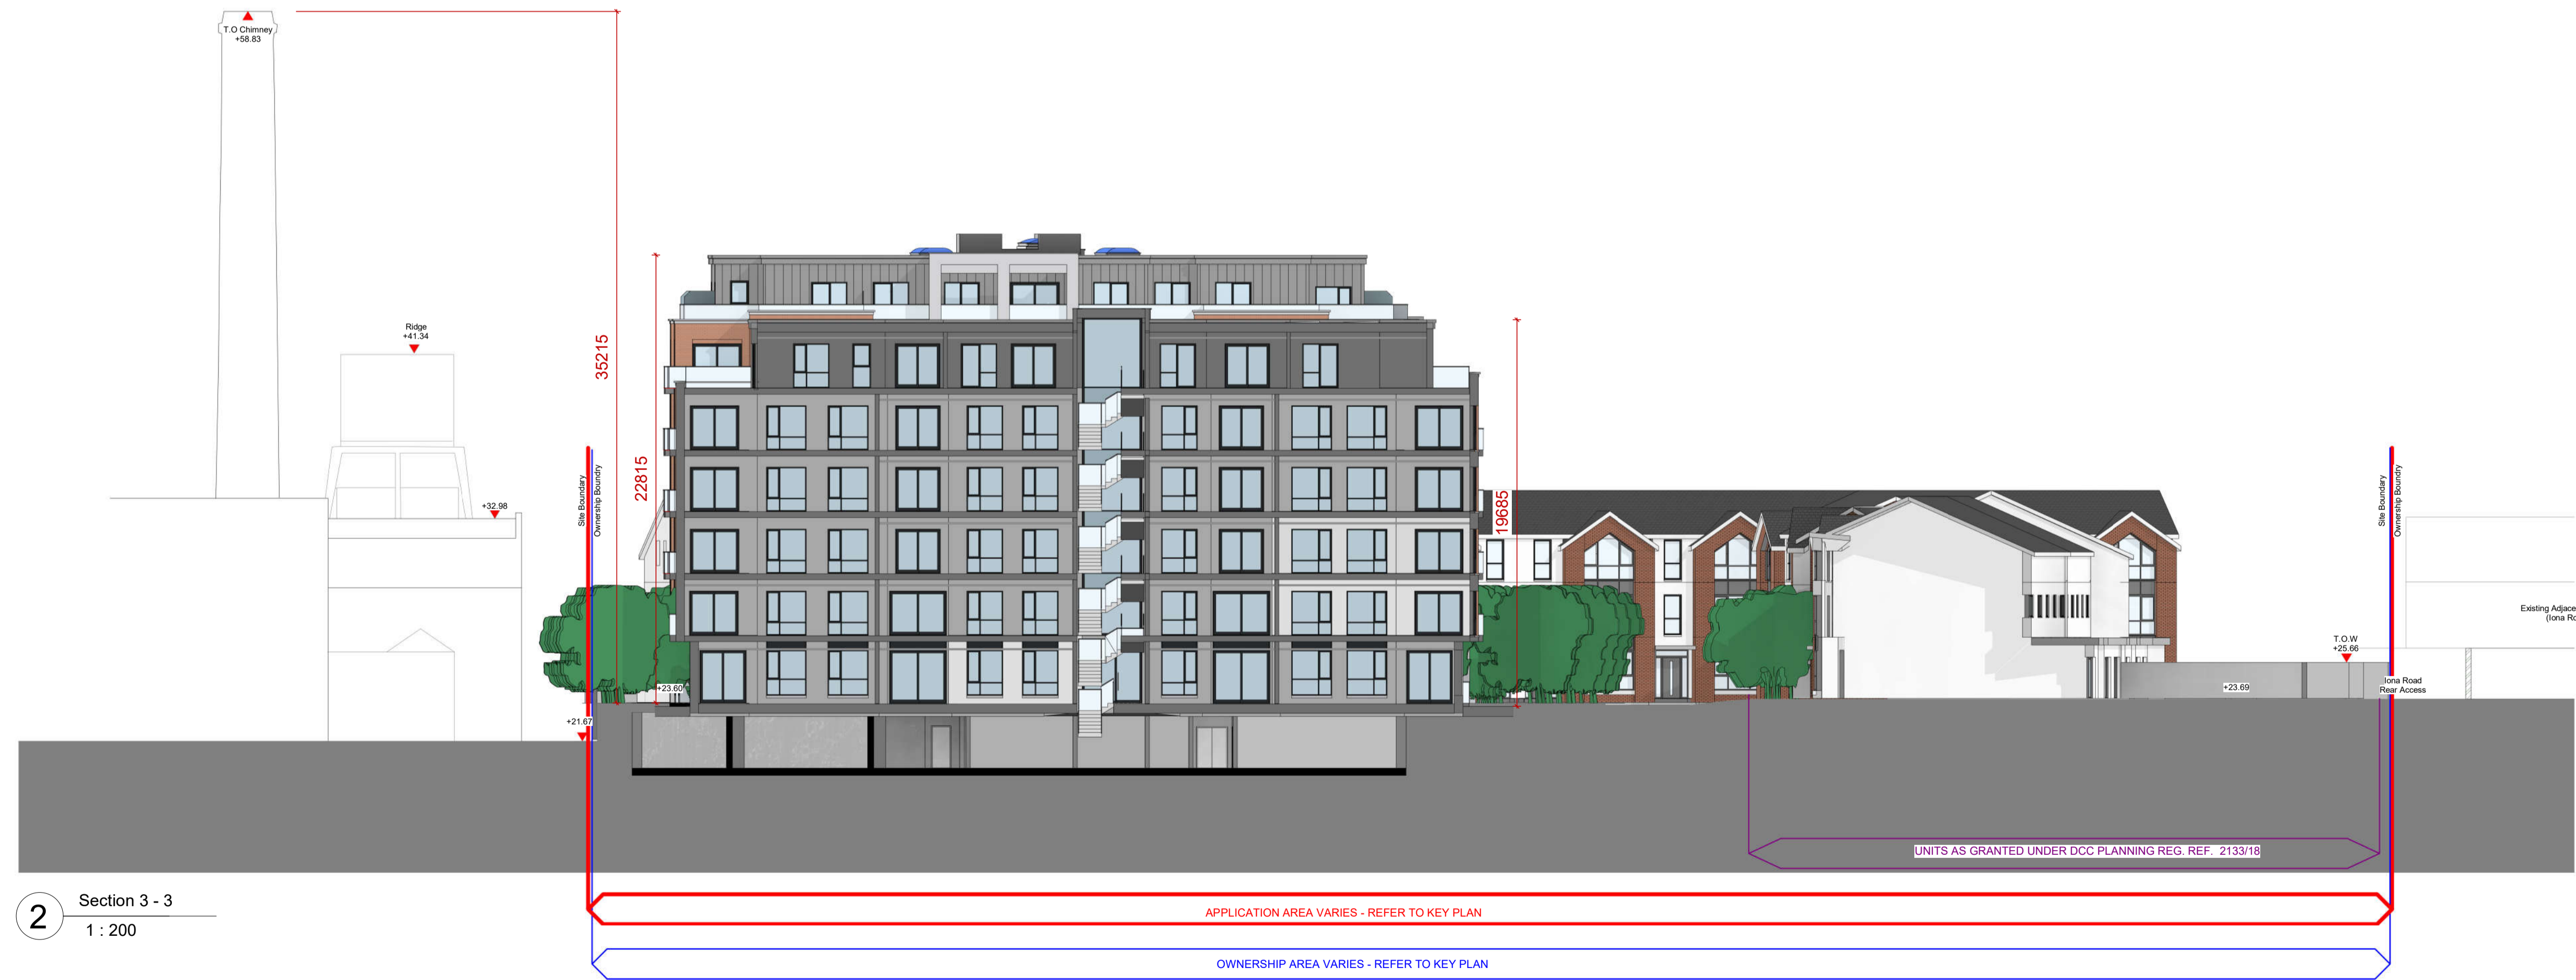 T.O Chimney
+58.83
Ridge
+41.34
+32.98
35215
22815
19685
Site Boundary
Ownership Boundry
Site Boundary
Ownership Boundry
Existing Adjace
(Iona Ro
T.O.W
+25.66
+23.60
+21.67
+23.69
Iona Road
Rear Access
UNITS AS GRANTED UNDER DCC PLANNING REG. REF. 2133/18
2
Section 3 - 3
1 : 200
APPLICATION AREA VARIES - REFER TO KEY PLAN
OWNERSHIP AREA VARIES - REFER TO KEY PLAN